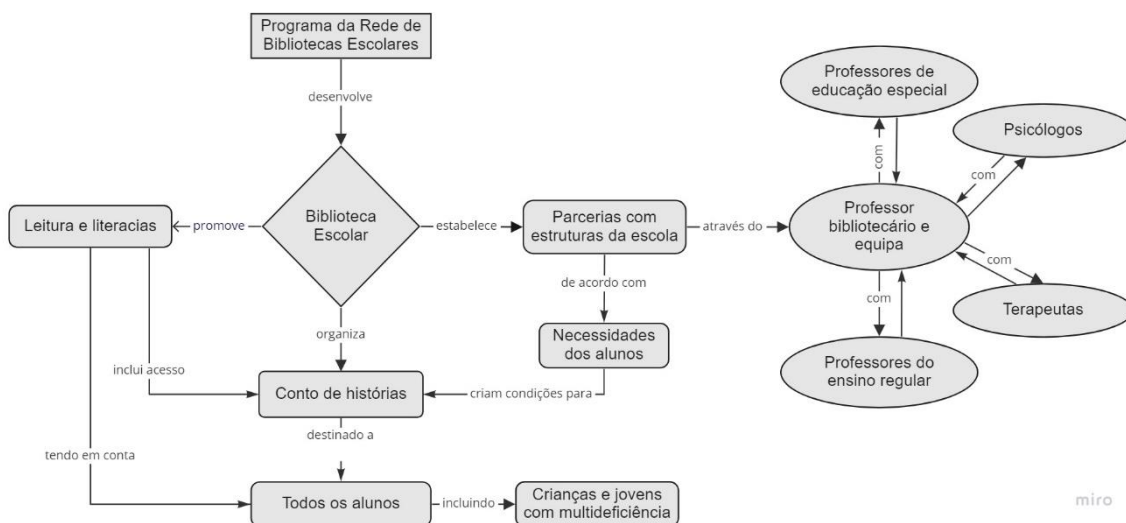 Programa da Rede de
Bibliotecas Escolares
desenvolve
Biblioteca
Escolar
promove
Leitura e literacias
estabelece
Parcerias com
estruturas da escola
através do
Professor
bibliotecário e
equipa
com
Professores de
educação especial
com
Psicólogos
com
Terapeutas
com
Professores do
ensino regular
de acordo com
Necessidades
dos alunos
criam condições para
organiza
inclui acesso
Conto de histórias
destinado a
tendo em conta
Todos os alunos
incluindo
Crianças e jovens
com multideficiência
miro